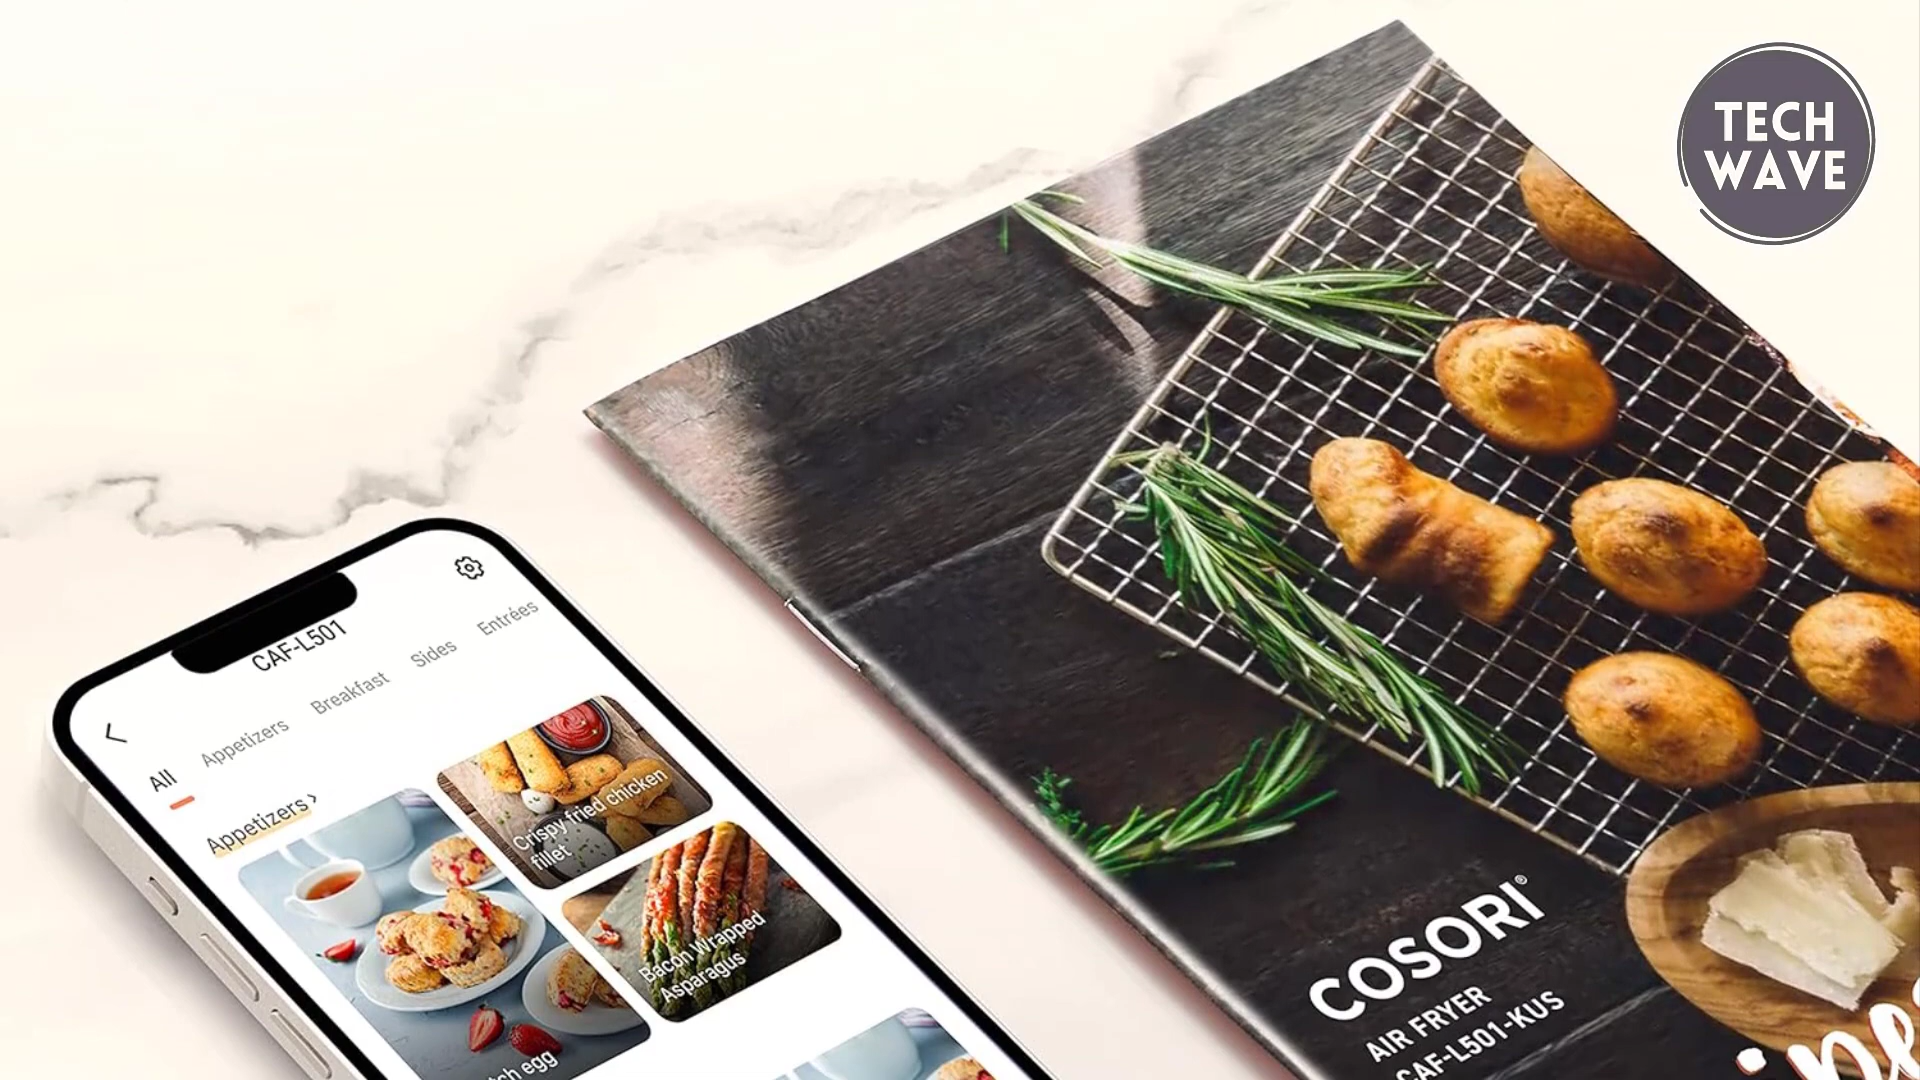 TECH
WAVE
CAF-L501
All
Appetizers
Breakfast
Sides
Entrées
Appetizers ›
Crispy fried chicken
fillet
Bacon Wrapped
Asparagus
egg
COSORI®
AIR FRYER
CAF-L501-KUS